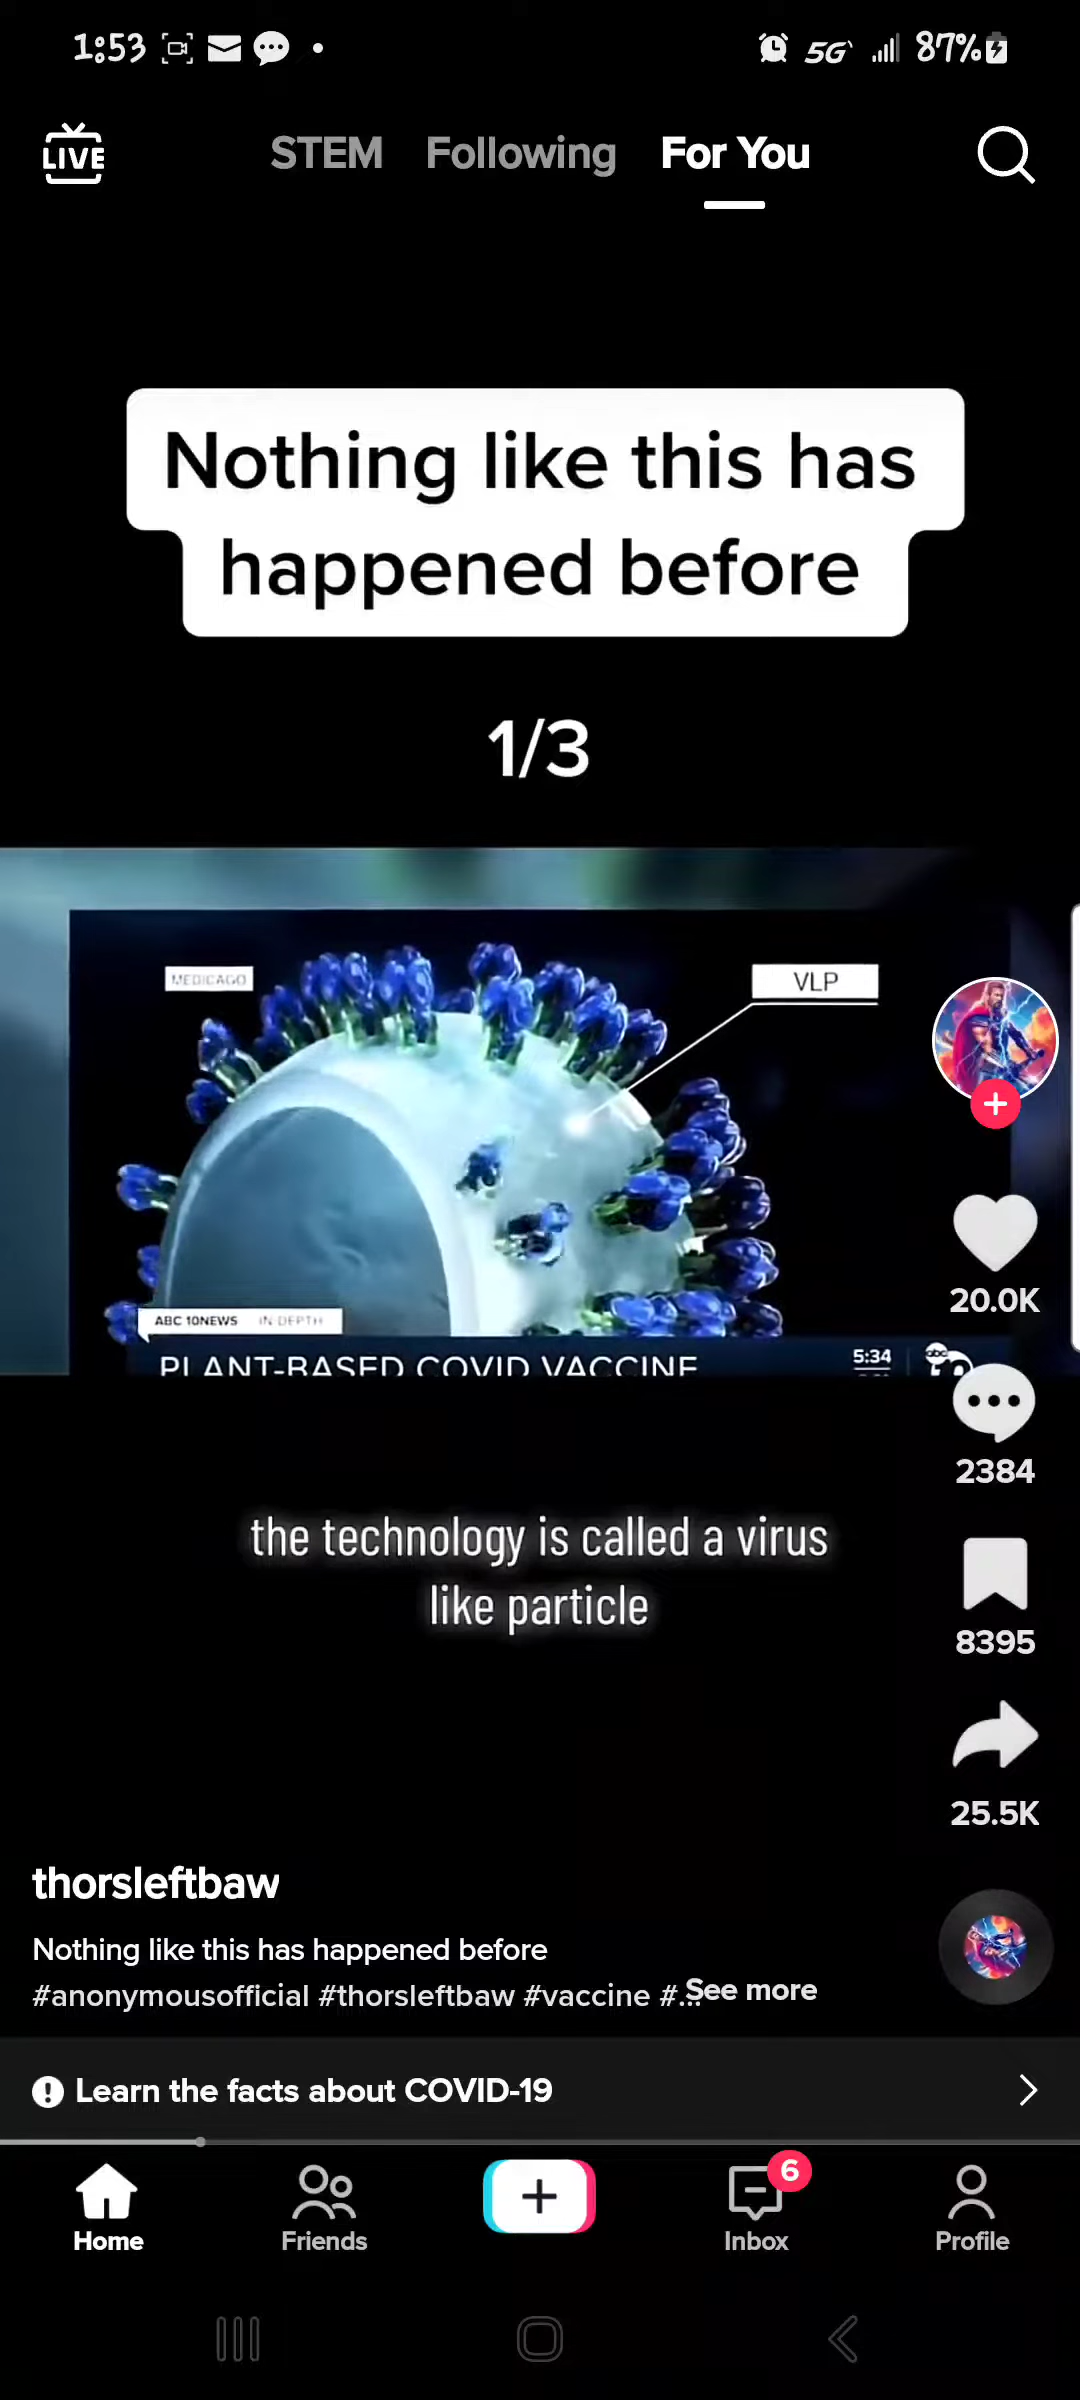 1:53
5G
87%
LIVE
STEM Following For You
Nothing like this has
happened before
1/3
MEDICAGO
VLP
ABC 10NEWS IN-DEPTH
PLANT-BASED COVID VACCINE
5:34
abc
20.0K
2384
the technology is called a virus
like particle
8395
25.5K
thorsleftbaw
Nothing like this has happened before
#anonymousofficial #thorsleftbaw #vaccine #... See more
Learn the facts about COVID-19
6
Home Friends Inbox Profile